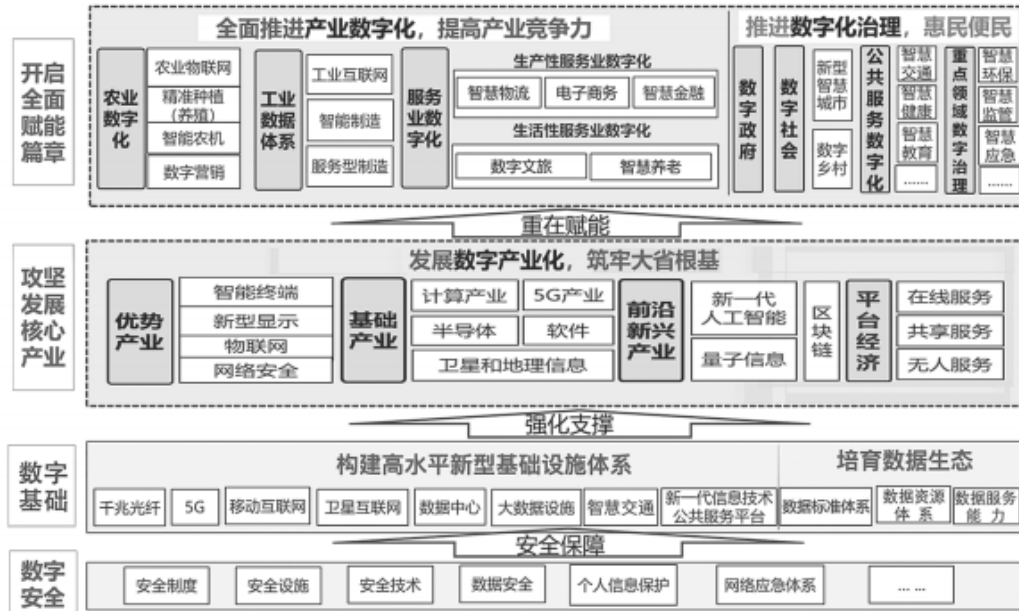 开启全面赋能篇章
全面推进产业数字化，提高产业竞争力
农业数字化
农业物联网
精准种植
(养殖)
智能农机
数字营销
工业数据体系
工业互联网
智能制造
服务型制造
服务业数字化
生产性服务业数字化
智慧物流
电子商务
智慧金融
生活性服务业数字化
数字文旅
智慧养老
推进数字化治理，惠民便民
数字政府
数字社会
新型
智慧
城市
数字
乡村
公共服务数字化
智慧
交通
智慧
健康
智慧
教育
......
重点领域数字治理
智慧
环保
智慧
监管
智慧
应急
......
重在赋能
攻坚
发展
核心
产业
发展数字产业化，筑牢大省根基
优势
产业
智能终端
新型显示
物联网
网络安全
基础
产业
计算产业
5G产业
半导体
软件
卫星和地理信息
前沿
新兴
产业
新一代
人工智能
量子信息
区块链
平台经济
在线服务
共享服务
无人服务
强化支撑
数字
基础
构建高水平新型基础设施体系
千兆光纤
5G
移动互联网
卫星互联网
数据中心
大数据设施
智慧交通
新一代信息技术
公共服务平台
培育数据生态
数据标准体系
数据资源
体 系
数据服务
能 力
安全保障
数字
安全
安全制度
安全设施
安全技术
数据安全
个人信息保护
网络应急体系
... ...